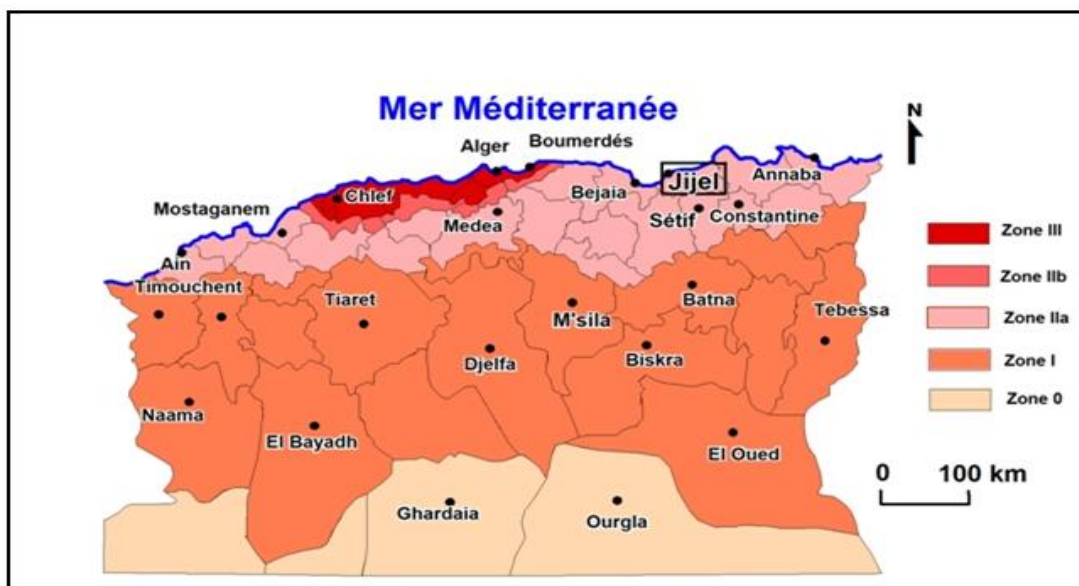 Mer Méditerranée
N
Alger
Boumerdés
Jijel
Annaba
Bejaia
Chlef
Mostaganem
Medea
Sétif
Constantine
Ain
Timouchent
Tiaret
M'sila
Batna
Tebessa
Djelfa
Biskra
Naama
El Bayadh
El Oued
Ghardaia
Ourgla
Zone III
Zone IIb
Zone IIa
Zone I
Zone 0
0 100 km